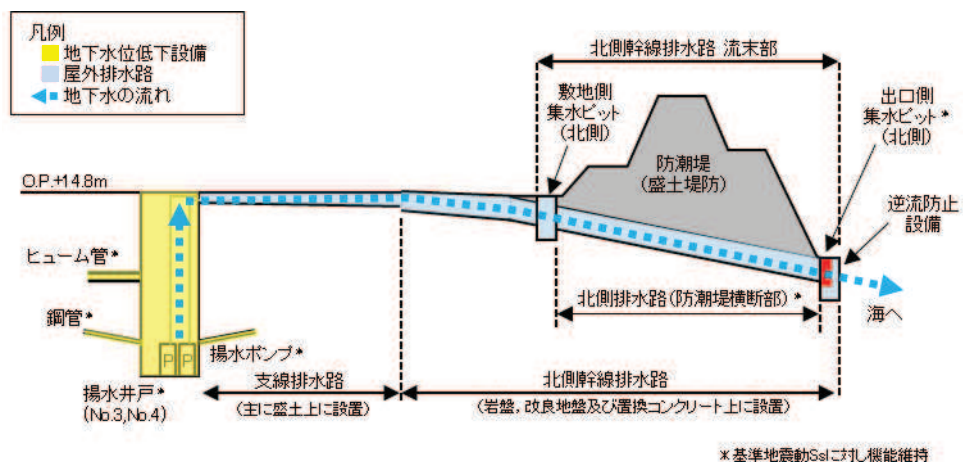 凡例
地下水位低下設備
屋外排水路
地下水の流れ
北側幹線排水路 流末部
敷地側
集水ピット
(北側)
出口側
集水ピット*
(北側)
防潮堤
(盛土堤防)
逆流防止
設備
O.P.+14.8m
ヒューム管*
鋼管*
北側排水路(防潮堤横断部)*
海へ
P P
揚水ポンプ*
揚水井戸*
(No.3,No.4)
支線排水路
(主に盛土上に設置)
北側幹線排水路
(岩盤,改良地盤及び置換コンクリート上に設置)
*基準地震動Ssに対し機能維持